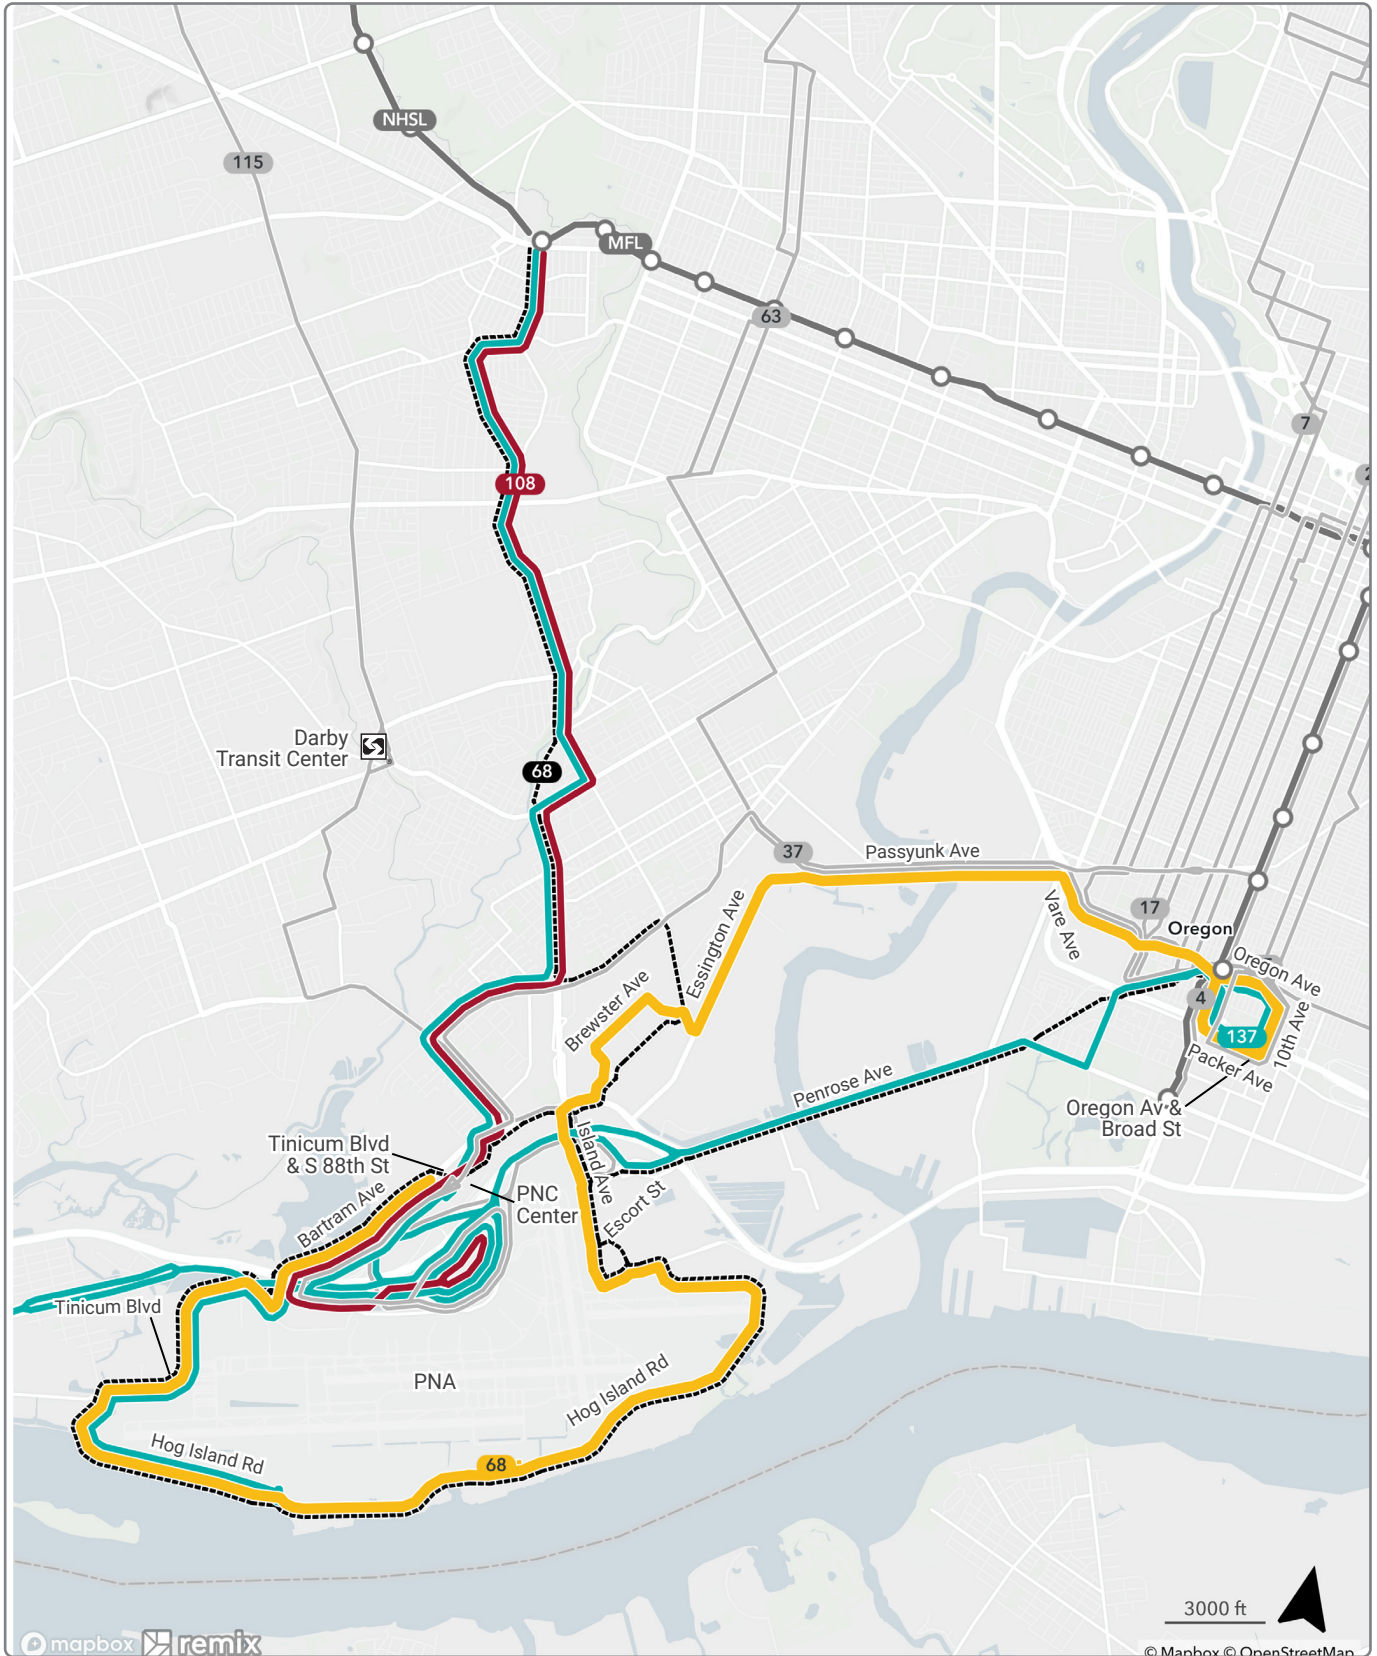 NHSL
115
MFL
63
7
2
108
Darby
Transit Center
68
37
Passyunk Ave
Essington Ave
Vare Ave
17
Oregon
Oregon Ave
4
137
10th Ave
Packer Ave
Brewster Ave
Penrose Ave
Oregon Av &
Broad St
Island Ave
Tinicum Blvd
& S 88th St
Bartram Ave
PNC
Center
Escort St
Tinicum Blvd
PNA
Hog Island Rd
Hog Island Rd
68
3000 ft
mapbox remix
© Mapbox © OpenStreetMap